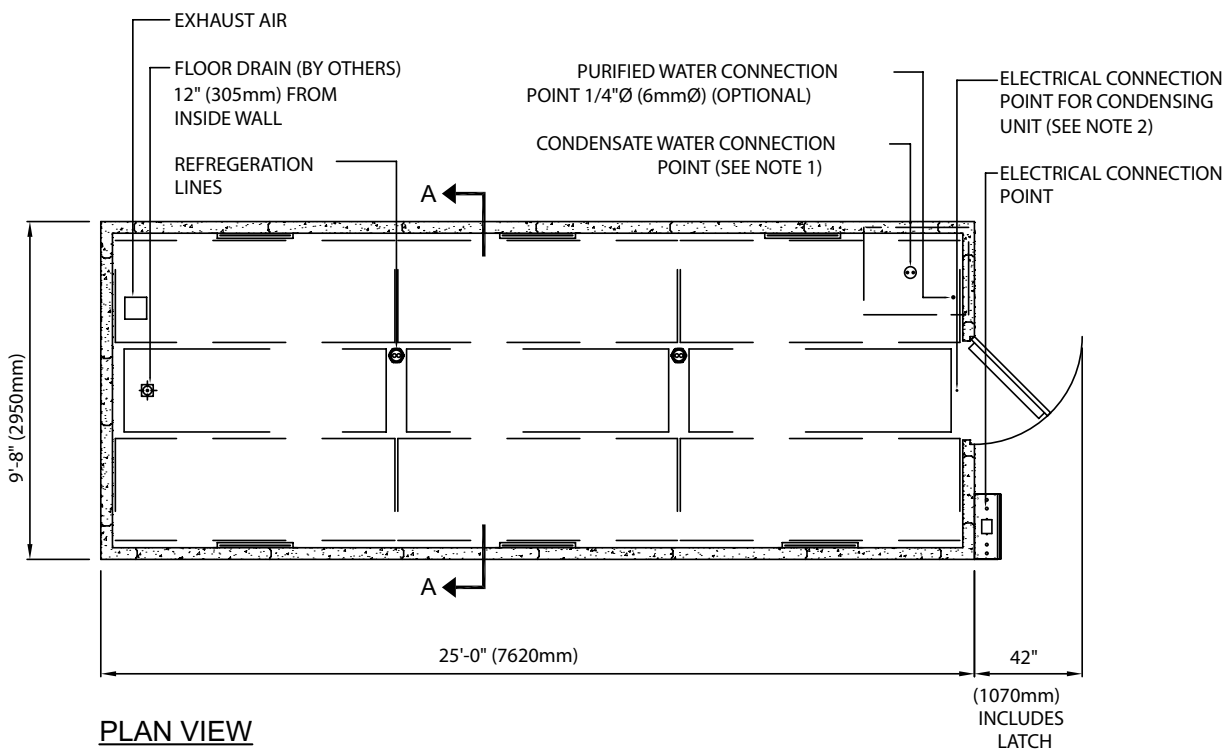 EXHAUST AIR
FLOOR DRAIN (BY OTHERS)
12" (305mm) FROM
INSIDE WALL
REFREGERATION
LINES
PURIFIED WATER CONNECTION
POINT 1/4"Ø (6mmØ) (OPTIONAL)
CONDENSATE WATER CONNECTION
POINT (SEE NOTE 1)
ELECTRICAL CONNECTION
POINT FOR CONDENSING
UNIT (SEE NOTE 2)
ELECTRICAL CONNECTION
POINT
A
9'-8" (2950mm)
A
25'-0" (7620mm)
42"
(1070mm)
INCLUDES
LATCH
PLAN VIEW